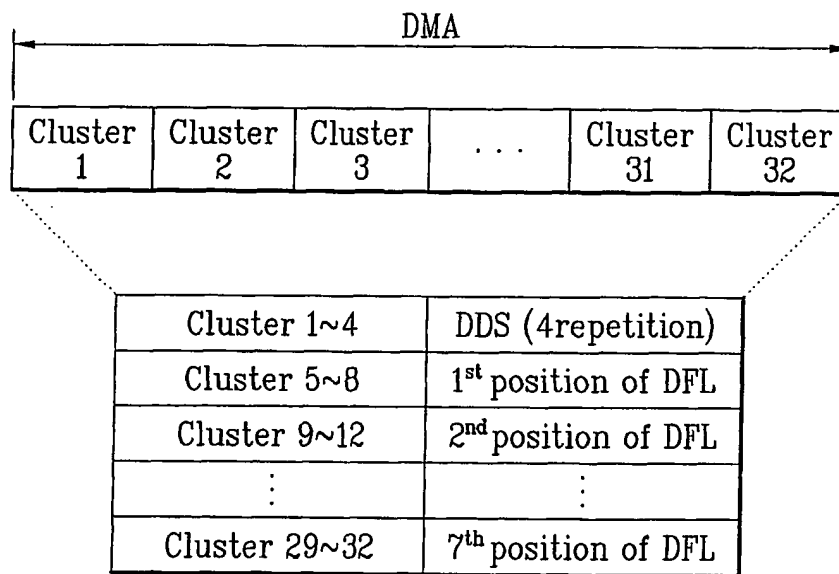 DMA
Cluster 1 Cluster 2 Cluster 3 ... Cluster 31 Cluster 32
Cluster 1~4 DDS (4repetition)
Cluster 5~8 1st position of DFL
Cluster 9~12 2nd position of DFL
⋮ ⋮
Cluster 29~32 7th position of DFL